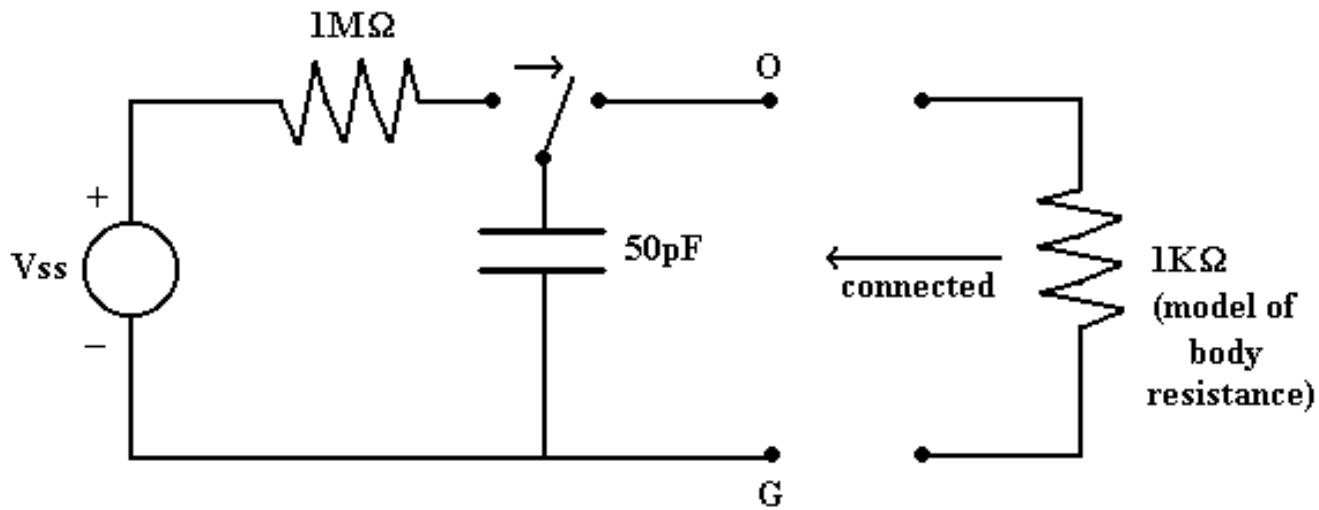 1MΩ
O
+
Vss
−
50pF
connected
1KΩ
(model of
body
resistance)
G